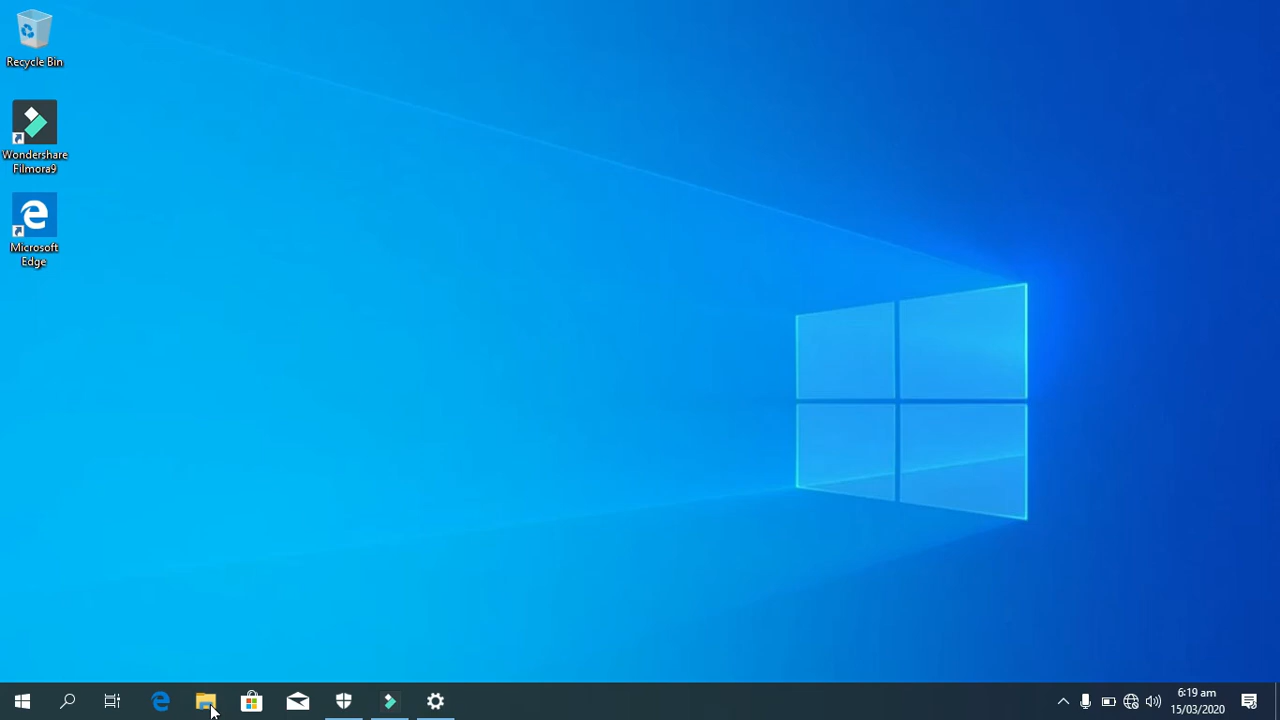 Recycle Bin
Wondershare
Filmora9
Microsoft
Edge
6:19 am
15/03/2020